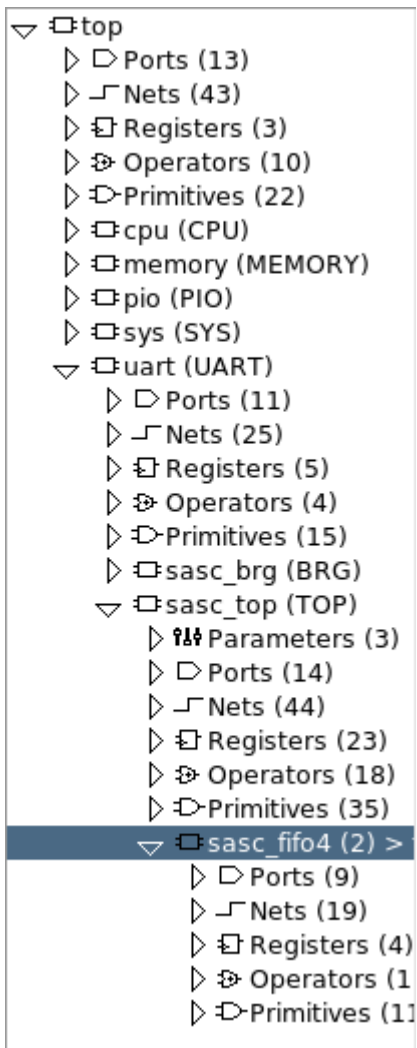 top
Ports (13)
Nets (43)
Registers (3)
Operators (10)
Primitives (22)
cpu (CPU)
memory (MEMORY)
pio (PIO)
sys (SYS)
uart (UART)
Ports (11)
Nets (25)
Registers (5)
Operators (4)
Primitives (15)
sasc_brg (BRG)
sasc_top (TOP)
Parameters (3)
Ports (14)
Nets (44)
Registers (23)
Operators (18)
Primitives (35)
sasc_fifo4 (2) >
Ports (9)
Nets (19)
Registers (4)
Operators (1
Primitives (11